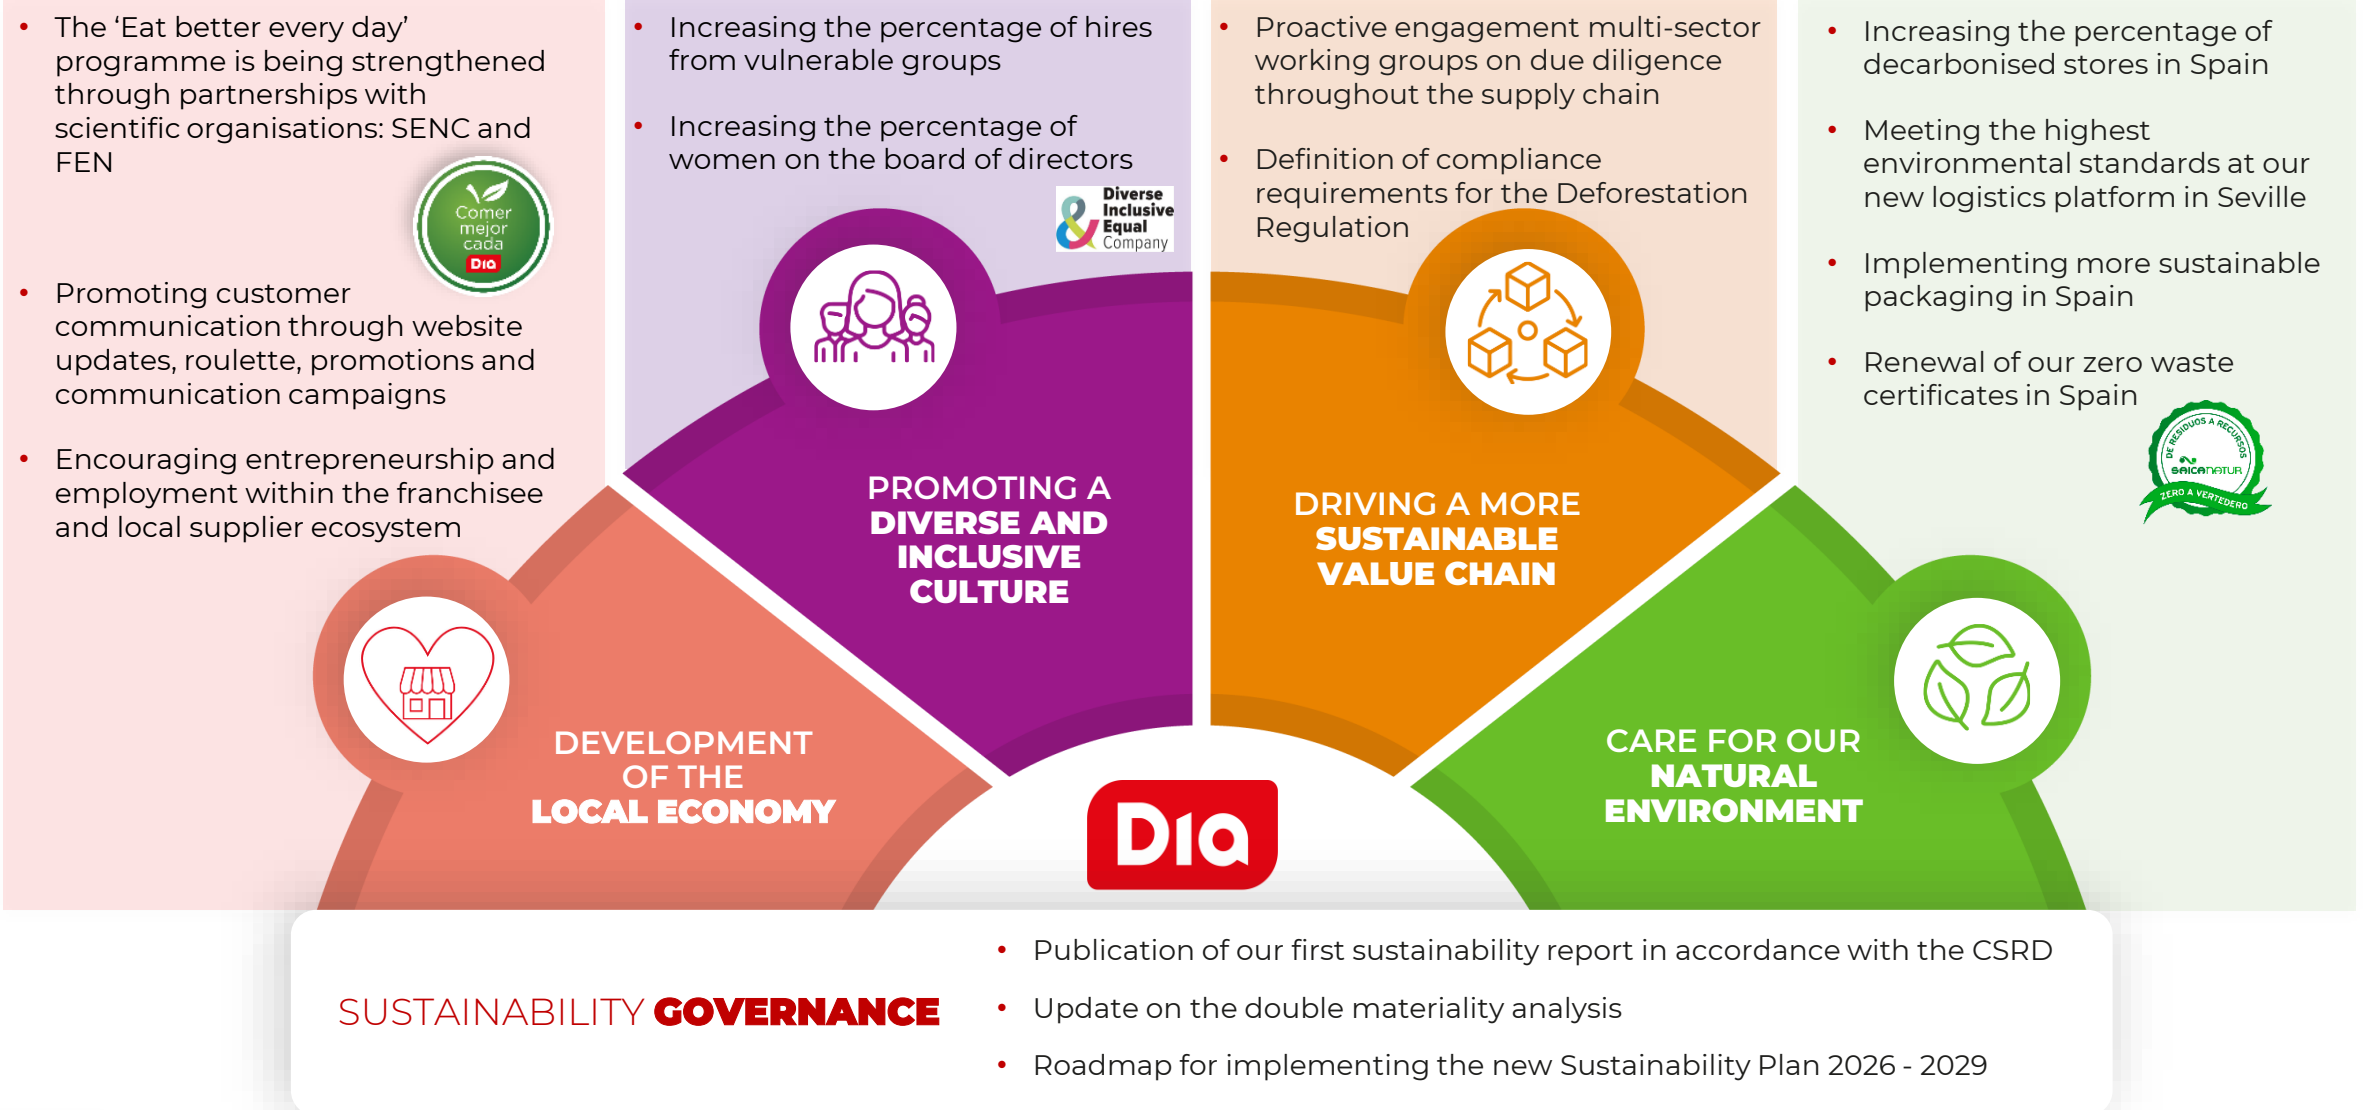 • The ‘Eat better every day’
programme is being strengthened
through partnerships with
scientific organisations: SENC and
FEN
Comer
mejor
cada
Dia
• Promoting customer
communication through website
updates, roulette, promotions and
communication campaigns
• Encouraging entrepreneurship and
employment within the franchisee
and local supplier ecosystem
DEVELOPMENT
OF THE
LOCAL ECONOMY
• Increasing the percentage of hires
from vulnerable groups
• Increasing the percentage of
women on the board of directors
Diverse
Inclusive
Equal
Company
PROMOTING A
DIVERSE AND
INCLUSIVE
CULTURE
• Proactive engagement multi-sector
working groups on due diligence
throughout the supply chain
• Definition of compliance
requirements for the Deforestation
Regulation
DRIVING A MORE
SUSTAINABLE
VALUE CHAIN
• Increasing the percentage of
decarbonised stores in Spain
• Meeting the highest
environmental standards at our
new logistics platform in Seville
• Implementing more sustainable
packaging in Spain
• Renewal of our zero waste
certificates in Spain
DE RESIDUOS A RECURSOS
SAICANATUR
ZERO A VERTEDERO
CARE FOR OUR
NATURAL
ENVIRONMENT
Dia
SUSTAINABILITY GOVERNANCE
• Publication of our first sustainability report in accordance with the CSRD
• Update on the double materiality analysis
• Roadmap for implementing the new Sustainability Plan 2026 - 2029